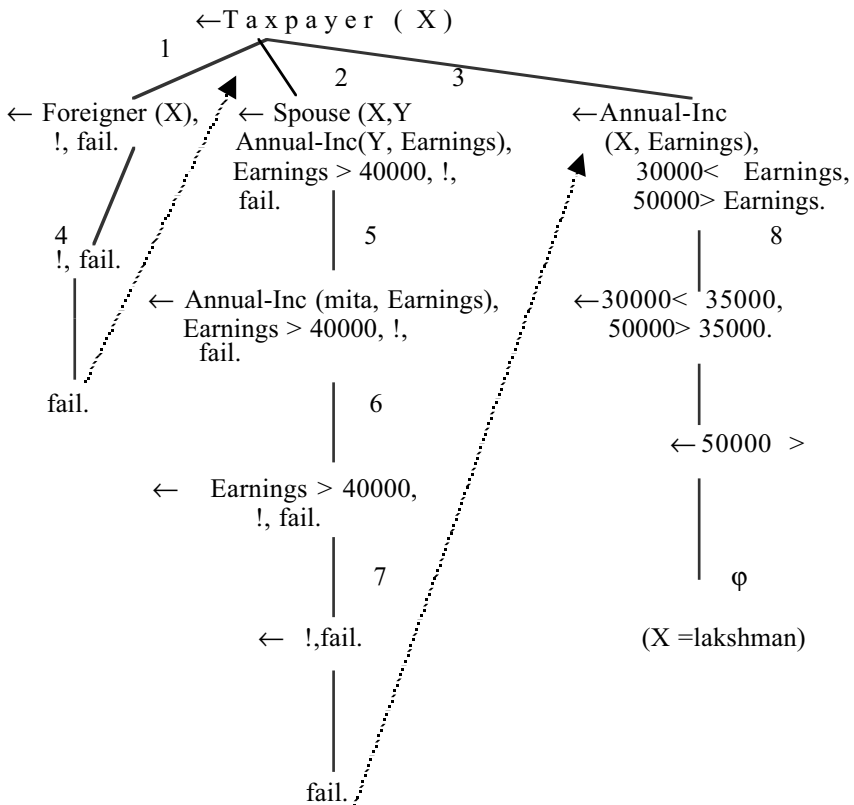 ←Taxpayer ( X )
1
2
3
← Foreigner (X),
!, fail.
← Spouse (X,Y
Annual-Inc(Y, Earnings),
Earnings > 40000, !,
fail.
←Annual-Inc
(X, Earnings),
30000< Earnings,
50000> Earnings.
4
!, fail.
5
8
← Annual-Inc (mita, Earnings),
Earnings > 40000, !,
fail.
←30000< 35000,
50000> 35000.
fail.
6
←50000 >
← Earnings > 40000,
!, fail.
7
φ
← !,fail.
(X =lakshman)
fail.